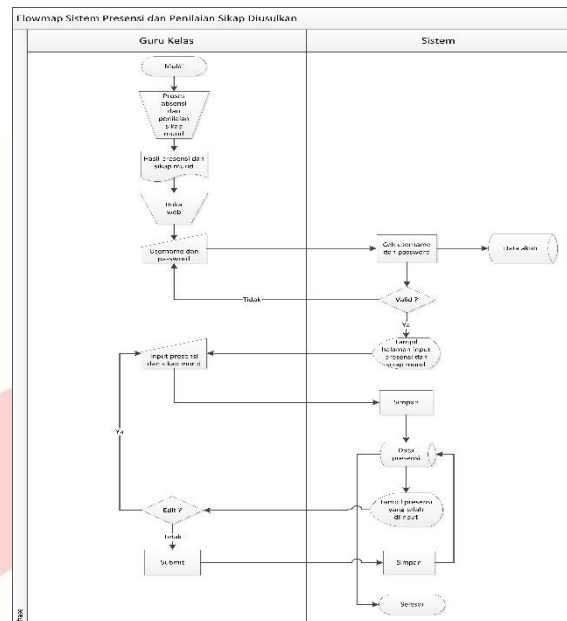 Flowmap Sistem Presensi dan Penilaian Sikap Diusulkan
Guru Kelas
Sistem
Mulai
Proses
absensi
dan
penilaian
sikap
murid
Hasil presensi dan
sikap murid
Buka
web
Username dan
password
Cek username
dan password
Data akun
Valid ?
Tidak
Ya
Tampil
halaman input
presensi dan
sikap murid
Input presensi
dan sikap murid
Simpan
Data
presensi
Ya
Tampil presensi
yang telah
di input
Edit ?
Tidak
Submit
Simpan
Selesai